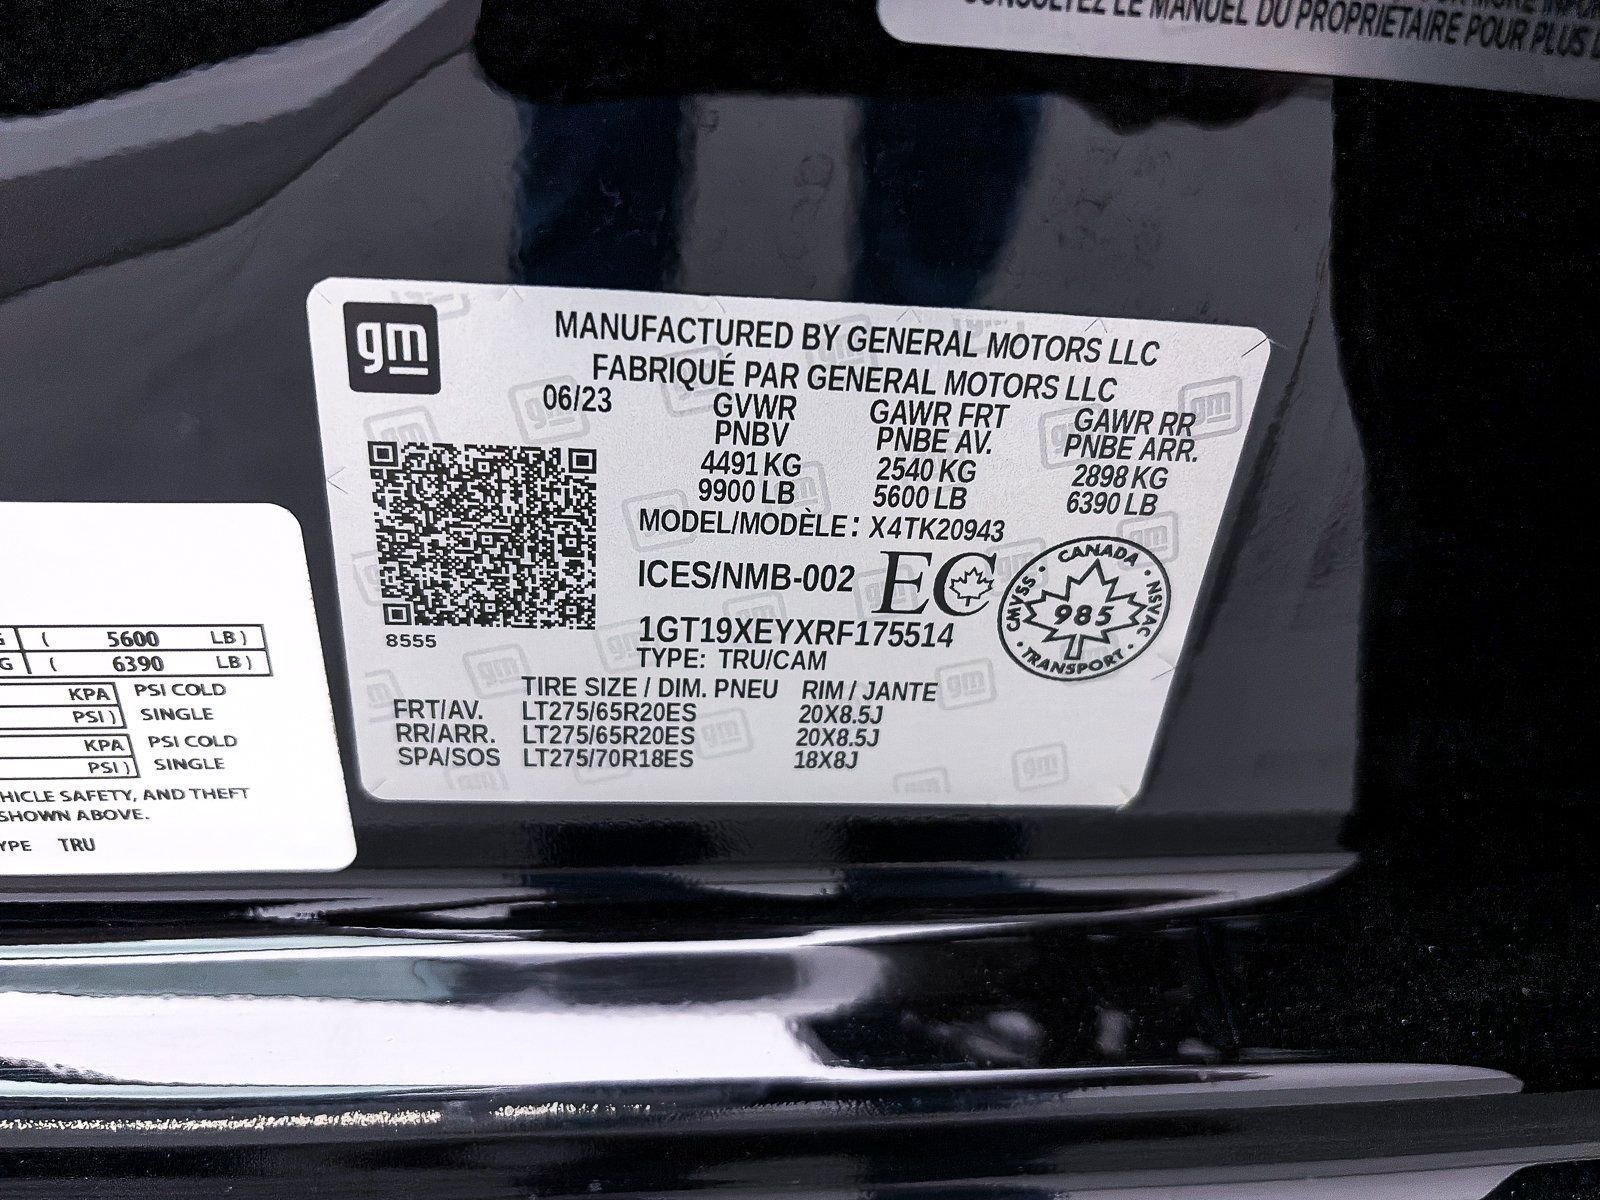 CONSULTEZ LE MANUEL DU PROPRIETAIRE POUR PLUS
gm
MANUFACTURED BY GENERAL MOTORS LLC
FABRIQUÉ PAR GENERAL MOTORS LLC
06/23
GVWR GAWR FRT GAWR RR
PNBV PNBE AV. PNBE ARR.
4491 KG 2540 KG 2898 KG
9900 LB 5600 LB 6390 LB
MODEL/MODÈLE: X4TK20943
ICES/NMB-002 EC
CANADA
CMVSS 985 NSVAC
TRANSPORT
8555
1GT19XEYXRF175514
TYPE: TRU/CAM
TIRE SIZE / DIM. PNEU RIM / JANTE
FRT/AV. LT275/65R20ES 20X8.5J
RR/ARR. LT275/65R20ES 20X8.5J
SPA/SOS LT275/70R18ES 18X8J
( 5600 LB )
G ( 6390 LB )
KPA PSI COLD
PSI ) SINGLE
KPA PSI COLD
PSI ) SINGLE
HICLE SAFETY, AND THEFT
SHOWN ABOVE.
YPE TRU